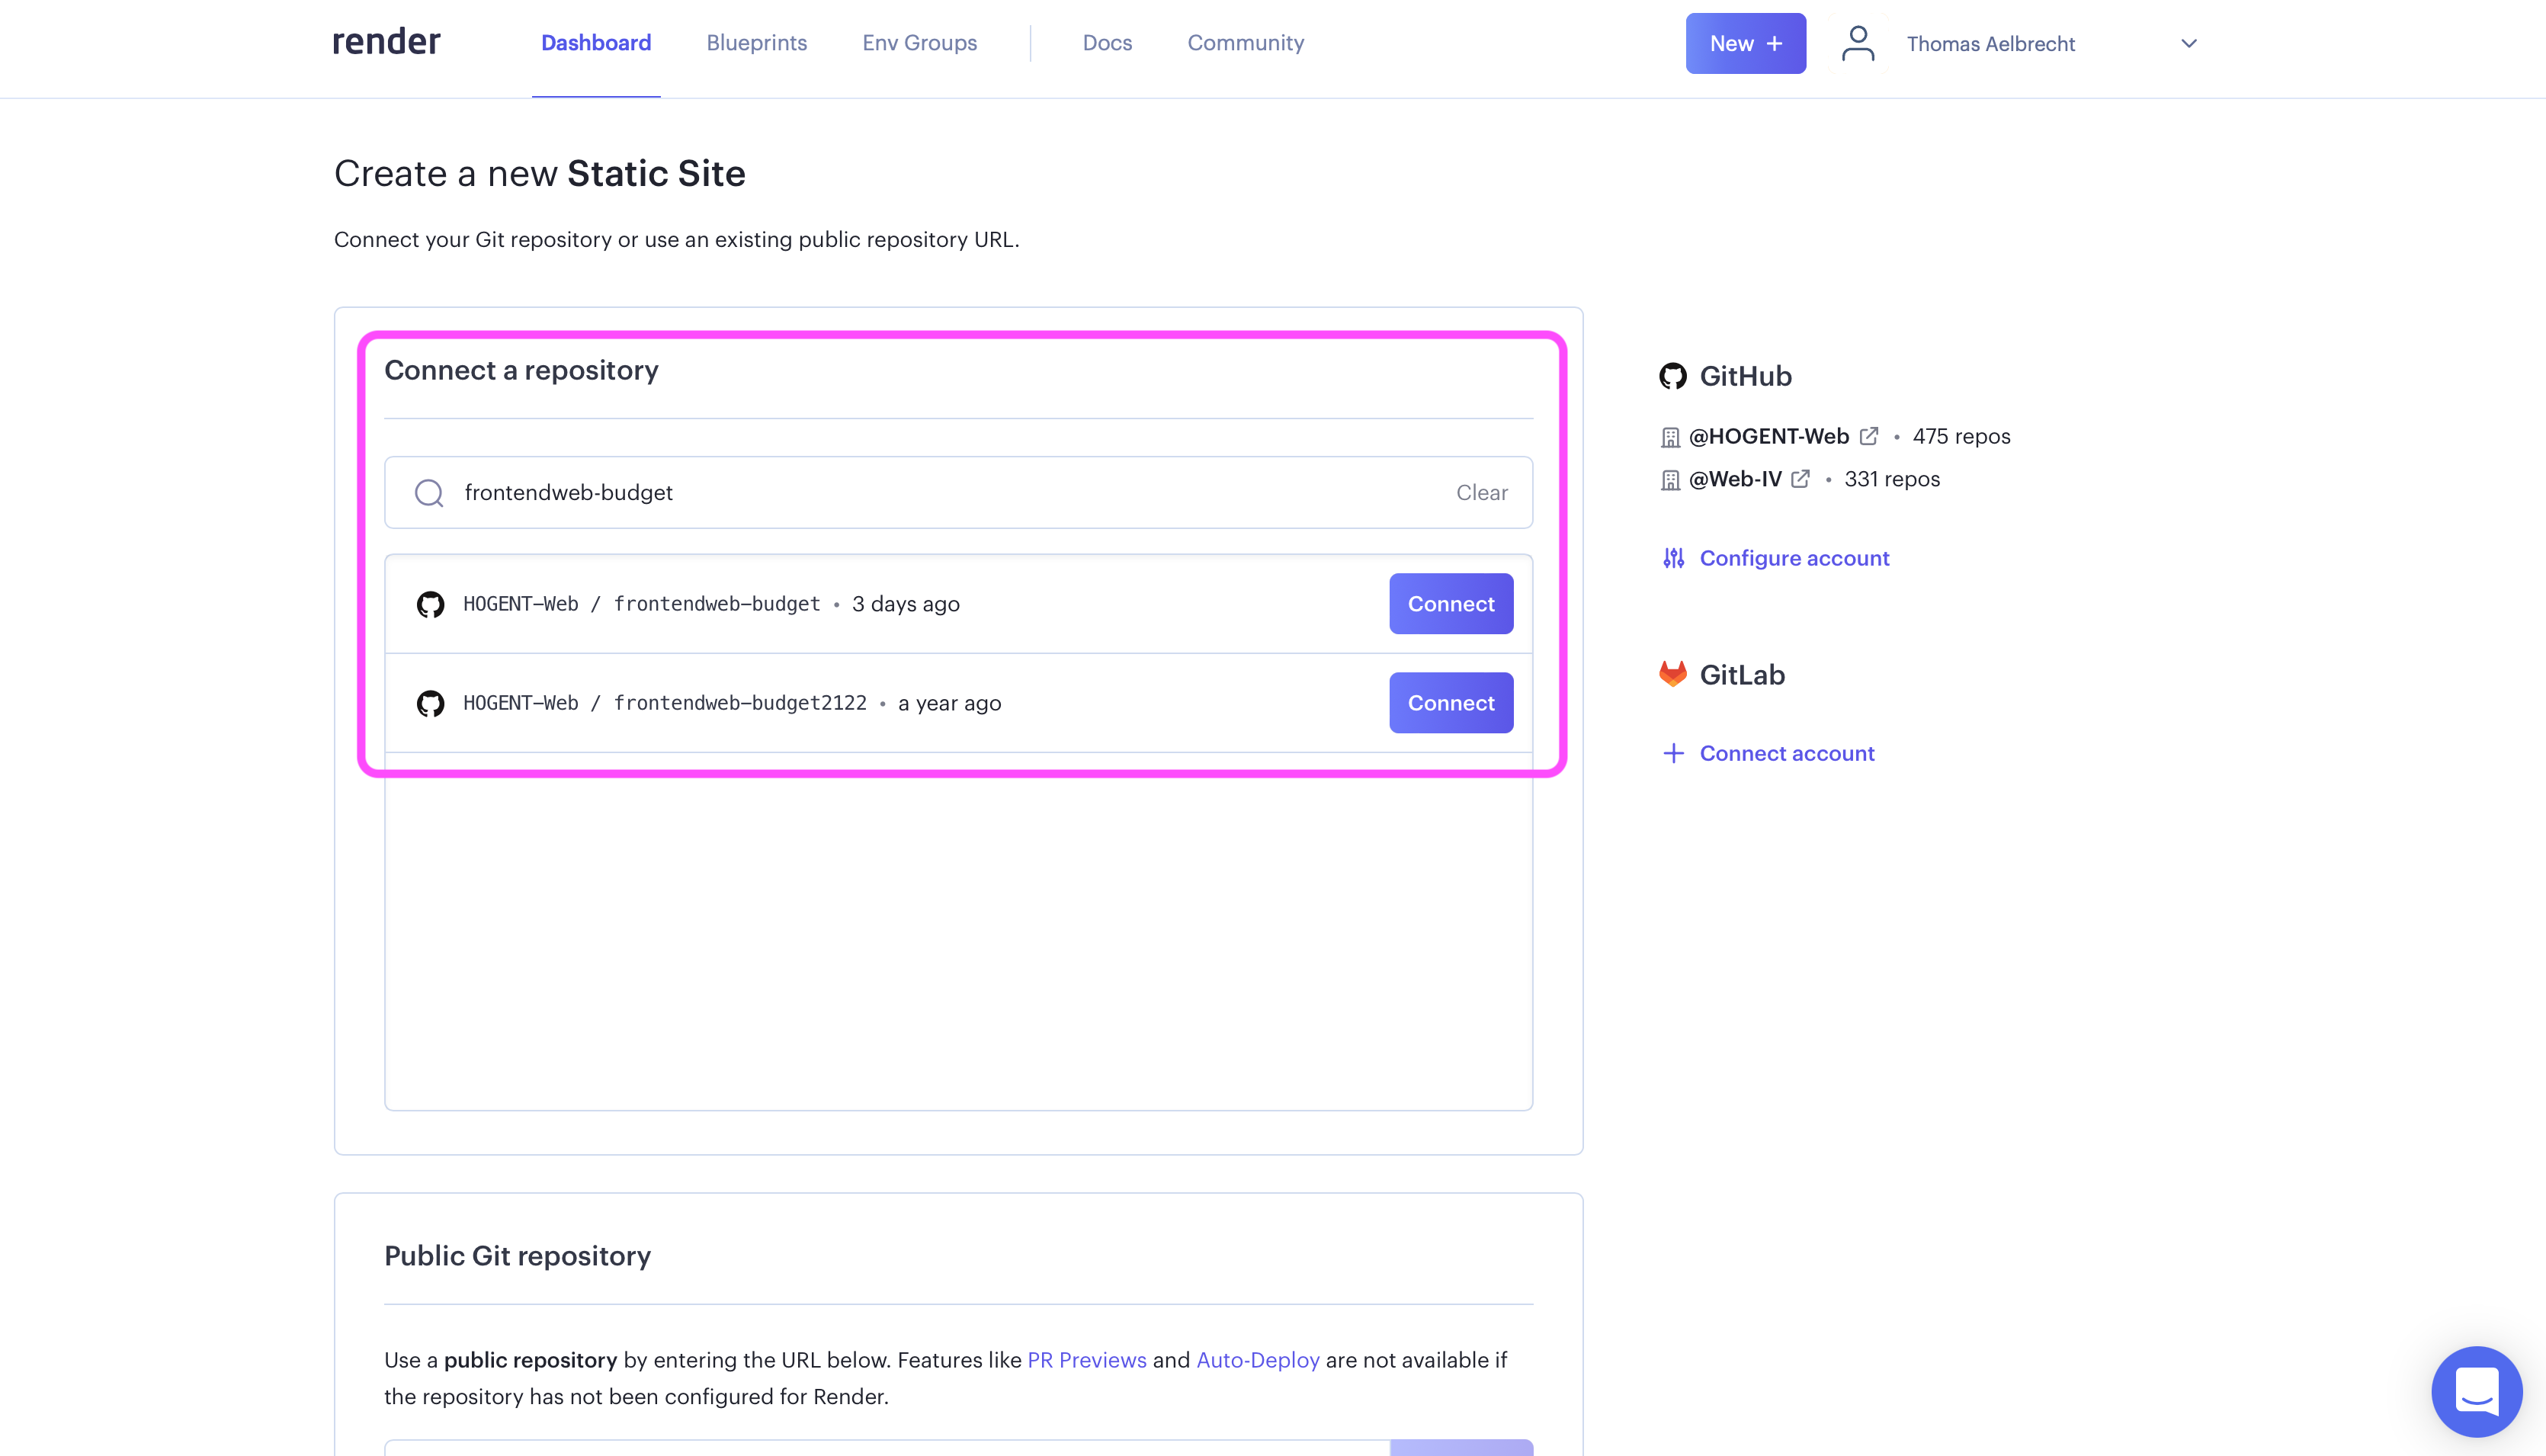 render
Dashboard
Blueprints
Env Groups
Docs
Community
New +
Thomas Aelbrecht
Create a new Static Site
Connect your Git repository or use an existing public repository URL.
Connect a repository
frontendweb-budget
Clear
HOGENT-Web / frontendweb-budget • 3 days ago
Connect
HOGENT-Web / frontendweb-budget2122 • a year ago
Connect
GitHub
@HOGENT-Web • 475 repos
@Web-IV • 331 repos
Configure account
GitLab
Connect account
Public Git repository
Use a public repository by entering the URL below. Features like PR Previews and Auto-Deploy are not available if
the repository has not been configured for Render.